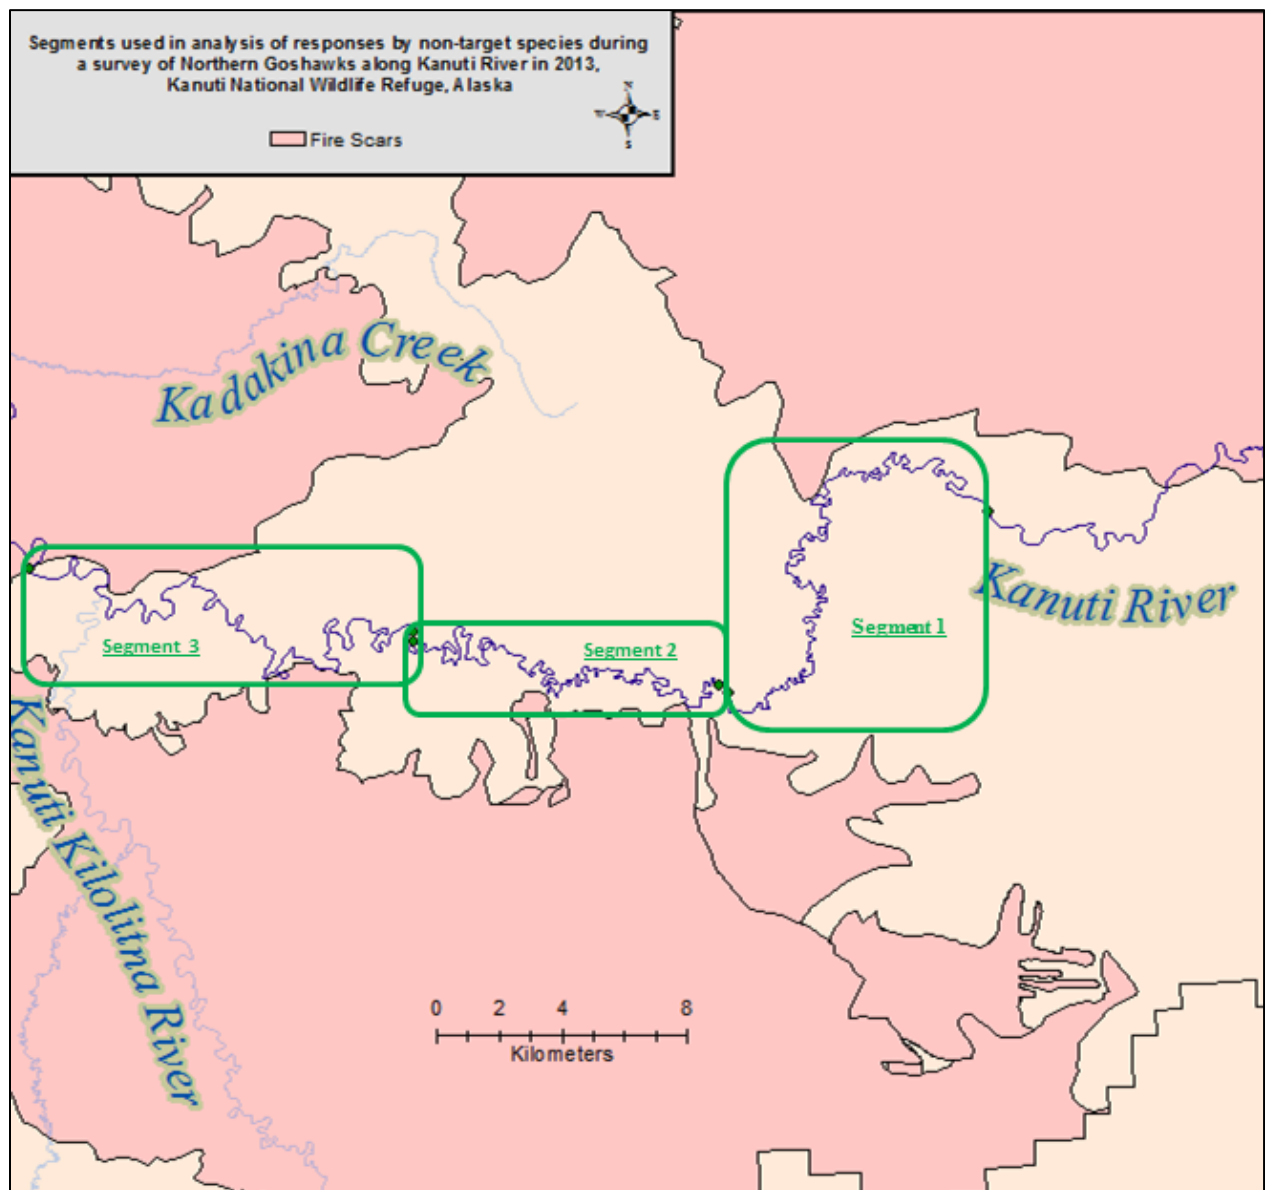 Segments used in analysis of responses by non-target species during
a survey of Northern Goshawks along Kanuti River in 2013,
Kanuti National Wildlife Refuge, Alaska
N
W E
S
Fire Scars
Kadakina Creek
Kanuti River
Segment 1
Segment 3
Segment 2
Kanuti Kilolitna River
0 2 4 8
Kilometers